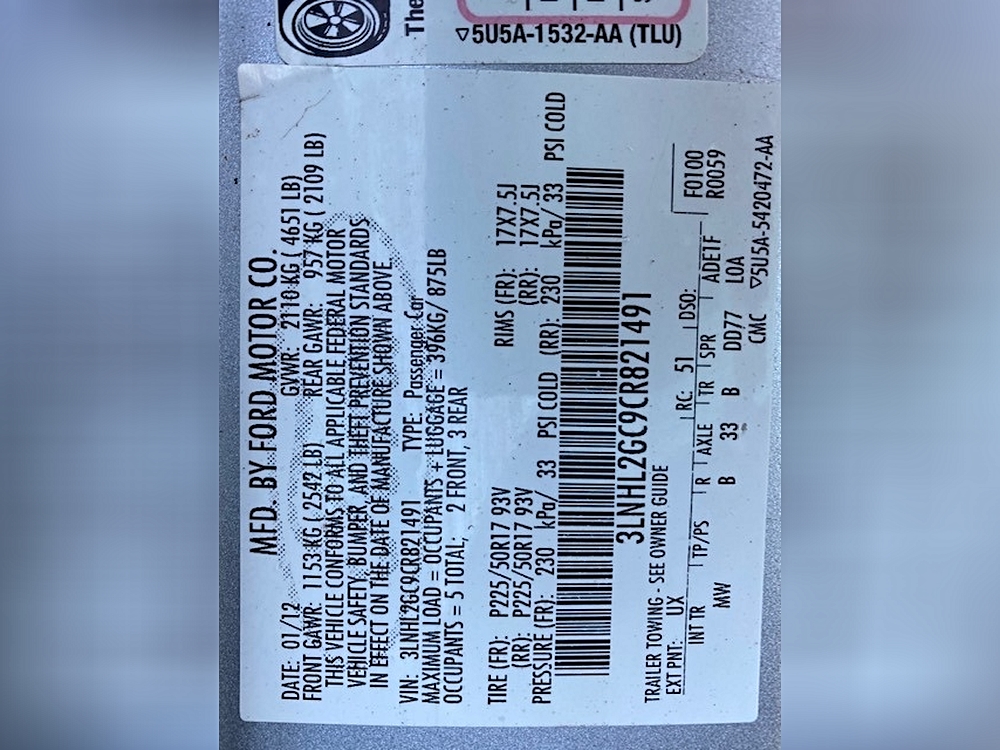 The
▽5U5A-1532-AA (TLU)
MFD. BY FORD MOTOR CO.
DATE: 01/12 GVWR: 2110 KG ( 4651 LB)
FRONT GAWR: 1153 KG ( 2542 LB) REAR GAWR: 957 KG ( 2109 LB)
THIS VEHICLE CONFORMS TO ALL APPLICABLE FEDERAL MOTOR
VEHICLE SAFETY, BUMPER, AND THEFT PREVENTION STANDARDS
IN EFFECT ON THE DATE OF MANUFACTURE SHOWN ABOVE.
VIN: 3LNHL2GC9CR821491 TYPE: Passenger Car
MAXIMUM LOAD = OCCUPANTS + LUGGAGE = 396KG/ 875LB
OCCUPANTS = 5 TOTAL; 2 FRONT, 3 REAR
TIRE (FR): P225/50R17 93V RIMS (FR): 17X7.5J
(RR): P225/50R17 93V (RR): 17X7.5J
PRESSURE (FR): 230 kPa/ 33 PSI COLD (RR): 230 kPa/ 33 PSI COLD
3LNHL2GC9CR821491
TRAILER TOWING - SEE OWNER GUIDE
EXT PNT: UX RC: 51 DSO: F0100
INT TR TP/PS R AXLE TR SPR ADETF R0059
MW B 33 B DD77 LOA
CMC ▽5U5A-5420472-AA